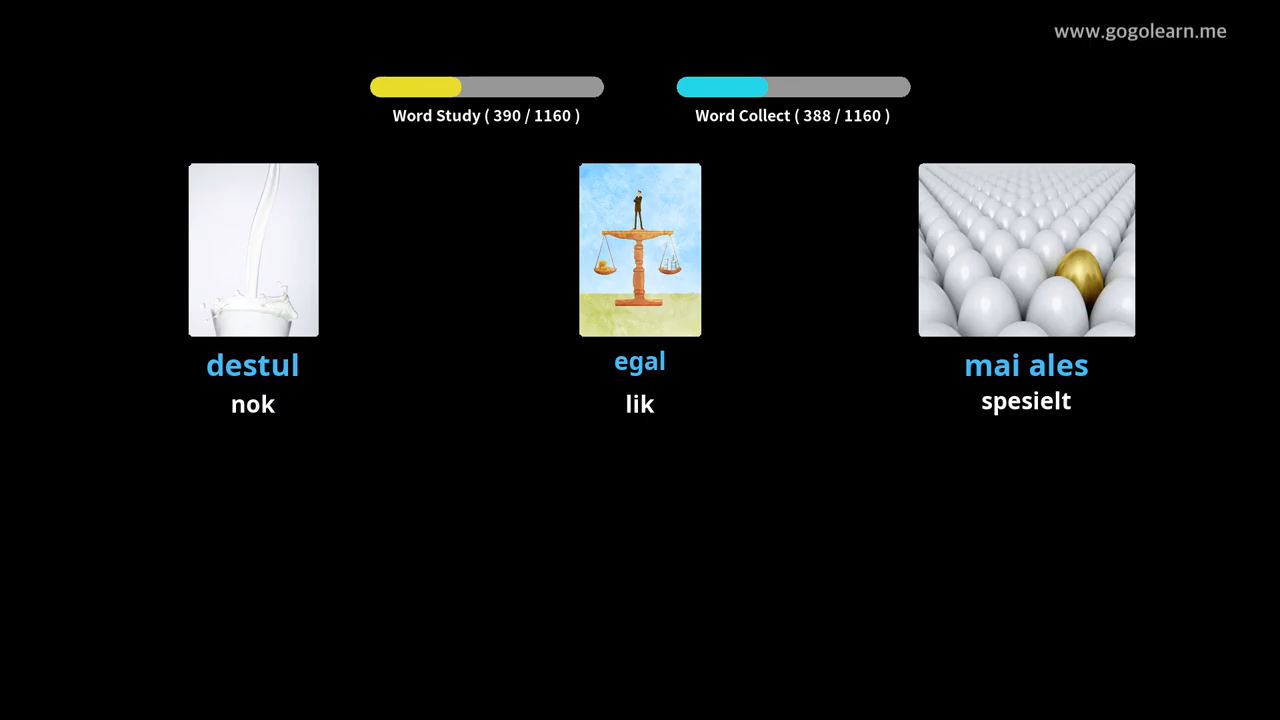 www.gogolearn.me
Word Study ( 390 / 1160 )
Word Collect ( 388 / 1160 )
destul
egal
mai ales
nok
lik
spesielt